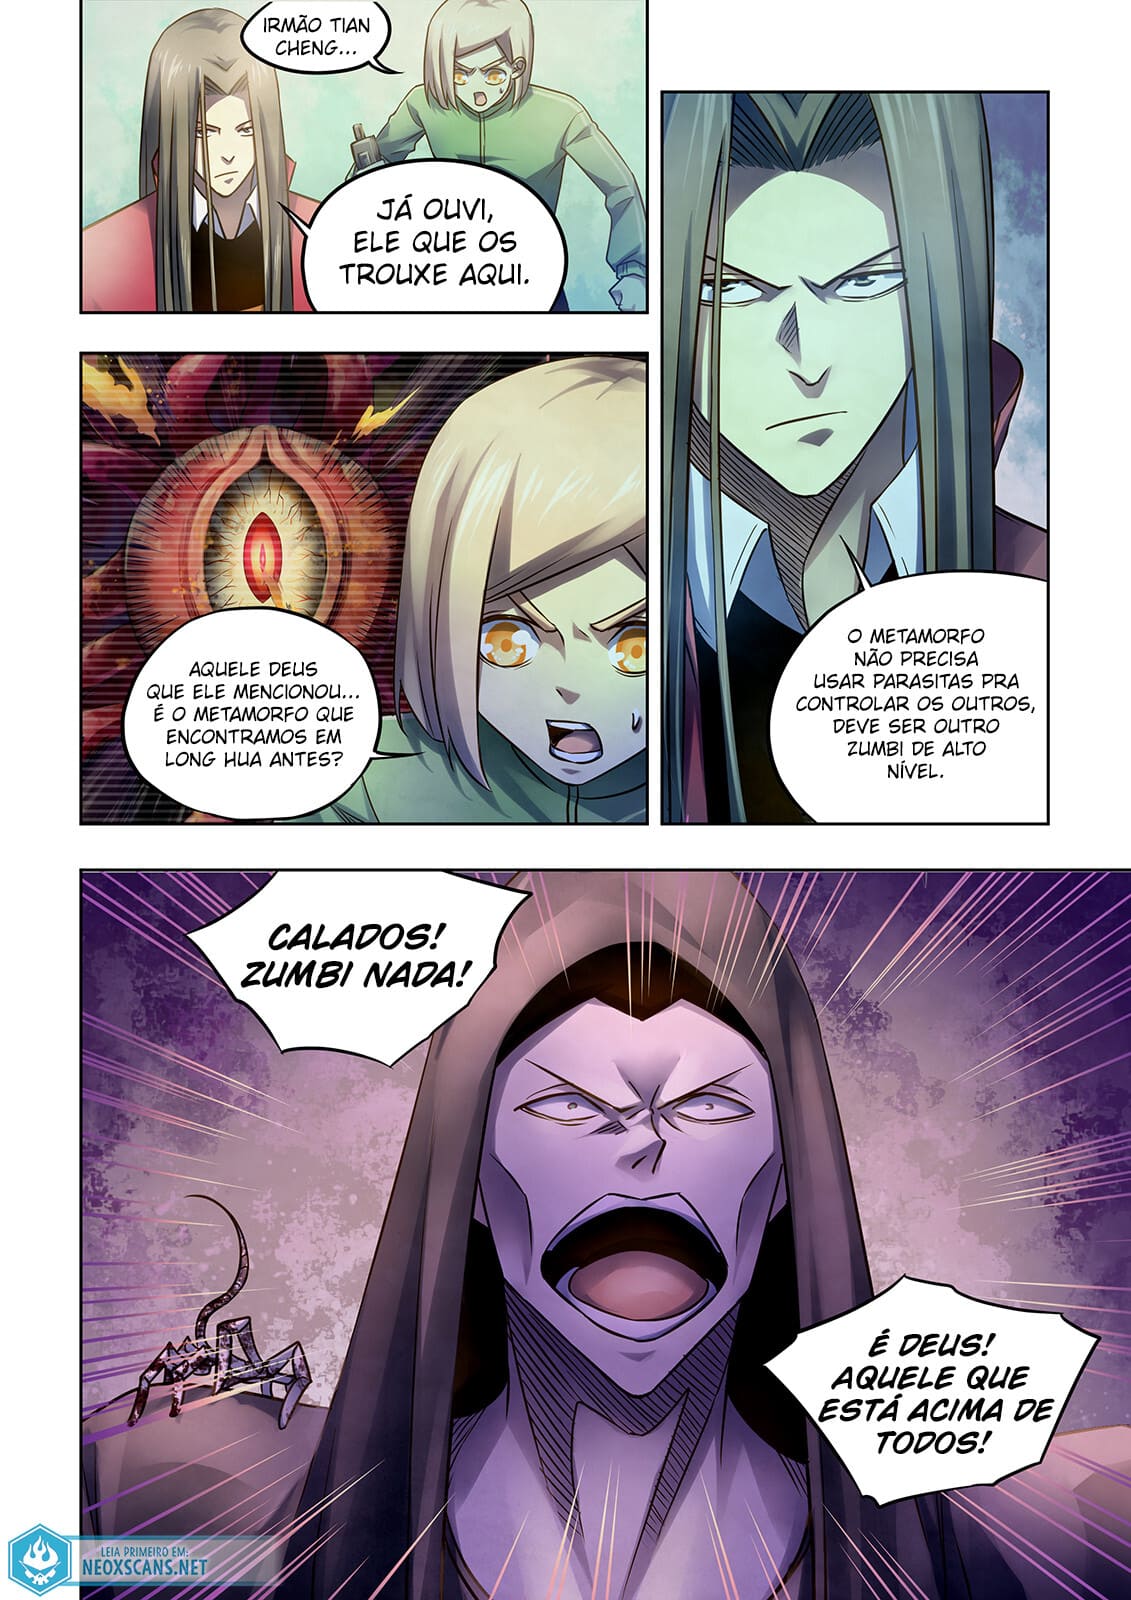 IRMÃO TIAN
CHENG...
JÁ OUVI,
ELE QUE OS
TROUXE AQUI.
AQUELE DEUS
QUE ELE MENCIONOU...
É O METAMORFO QUE
ENCONTRAMOS EM
LONG HUA ANTES?
O METAMORFO
NÃO PRECISA
USAR PARASITAS PRA
CONTROLAR OS OUTROS,
DEVE SER OUTRO
ZUMBI DE ALTO
NÍVEL.
CALADOS!
ZUMBI NADA!
É DEUS!
AQUELE QUE
ESTÁ ACIMA DE
TODOS!
LEIA PRIMEIRO EM:
NEOXSCANS.NET